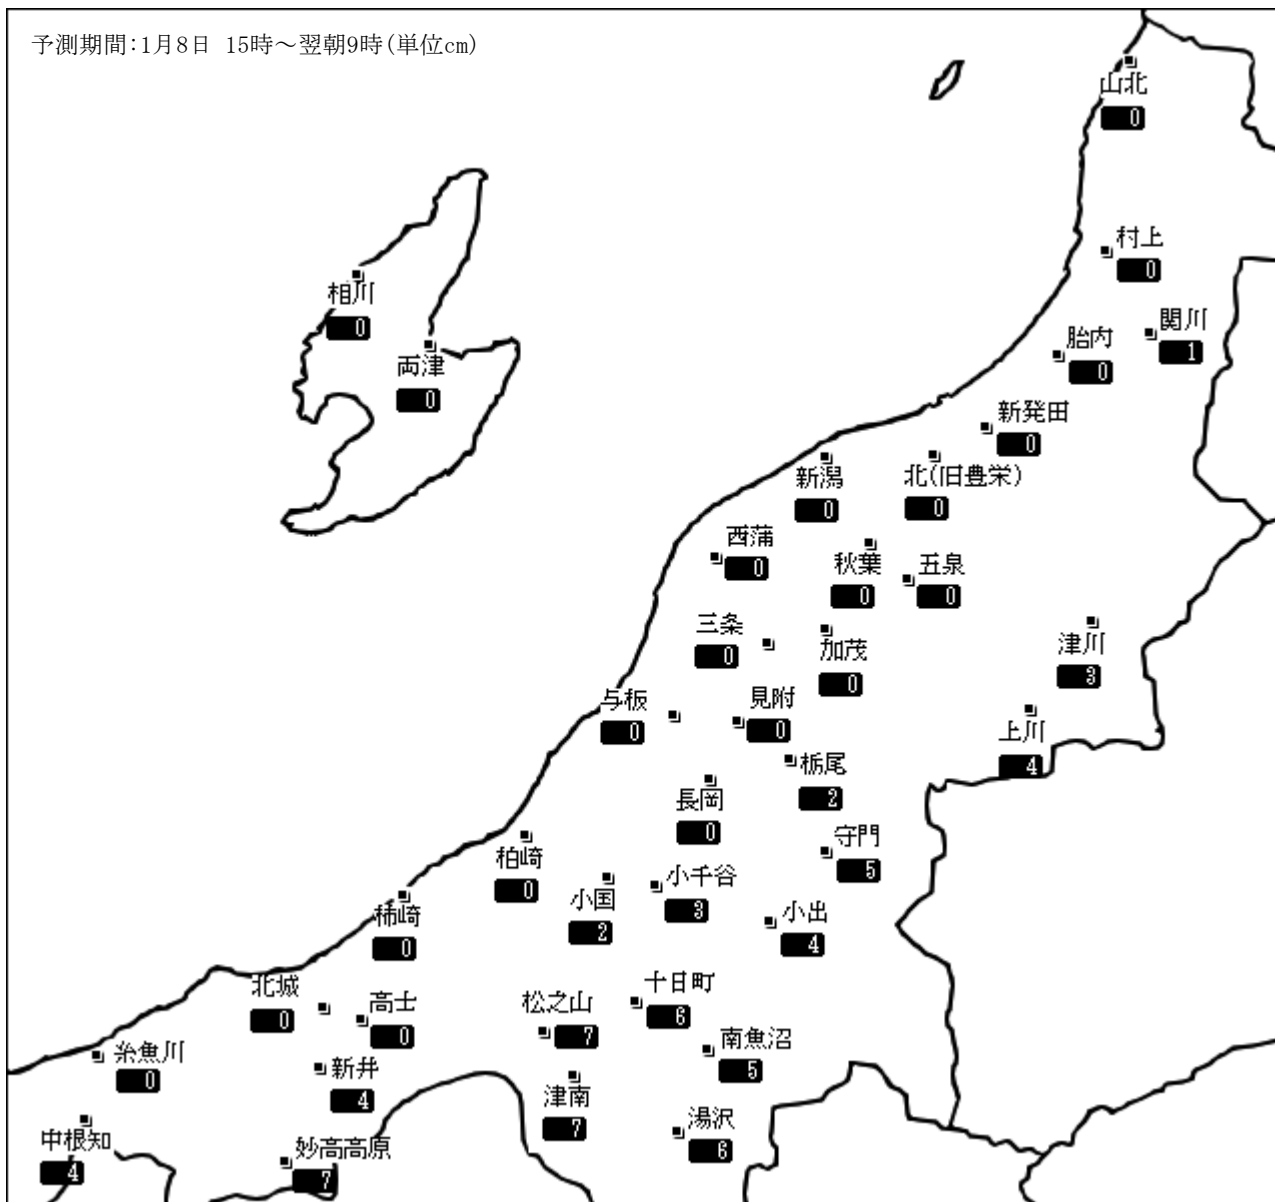 予測期間:1月8日 15時～翌朝9時(単位cm)
山北
0
村上
0
相川
0
関川
1
胎内
0
両津
0
新発田
0
新潟
0
北(旧豊栄)
0
西蒲
0
秋葉
0
五泉
0
三条
0
加茂
0
津川
3
与板
0
見附
0
上川
4
栃尾
2
長岡
0
守門
5
柏崎
0
小国
2
小千谷
3
小出
4
柿崎
0
北城
0
高士
0
松之山
7
十日町
6
南魚沼
5
糸魚川
0
新井
4
津南
7
湯沢
6
中根知
4
妙高高原
7